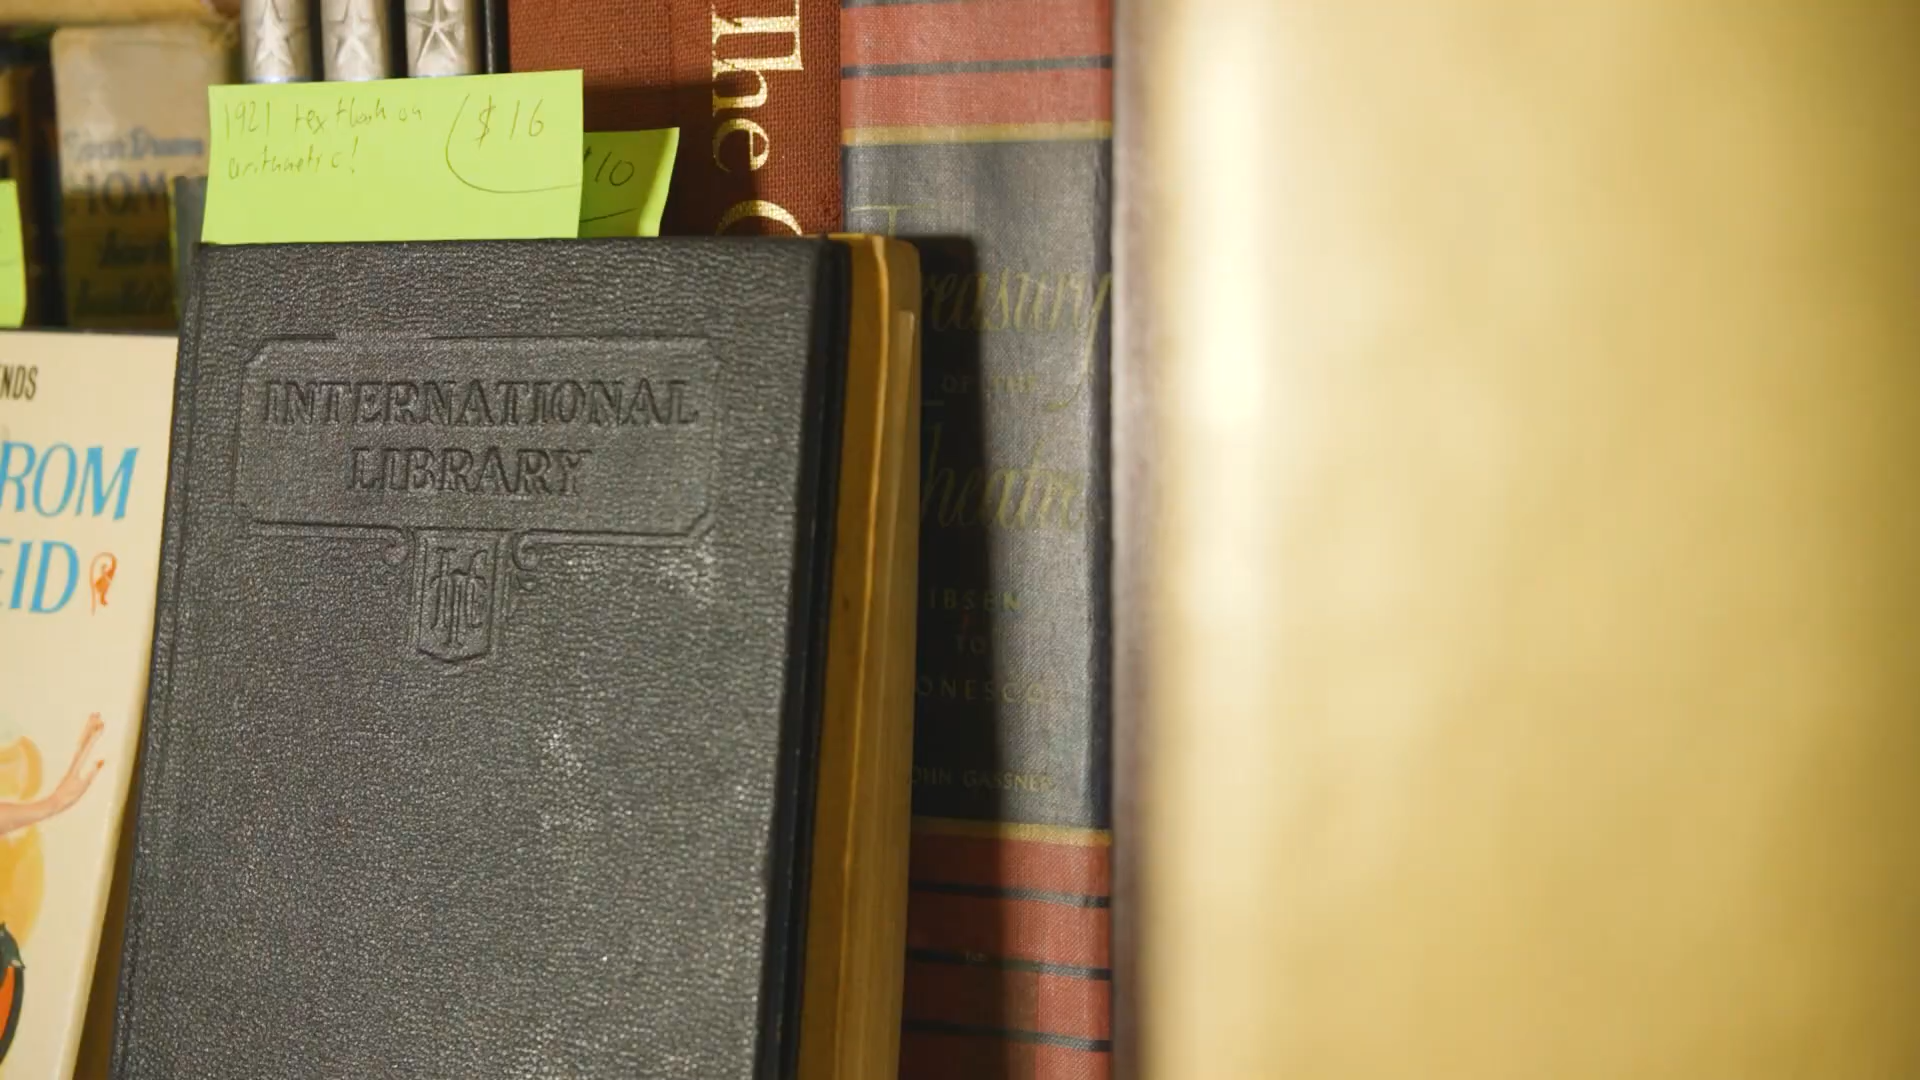 1921 textbook on
arithmetic!
$16
10
The
INTERNATIONAL
LIBRARY
NDS
ROM
EID
Treasury
OF THE
Theatre
IBSEN
TO
IONESCO
JOHN GASSNER